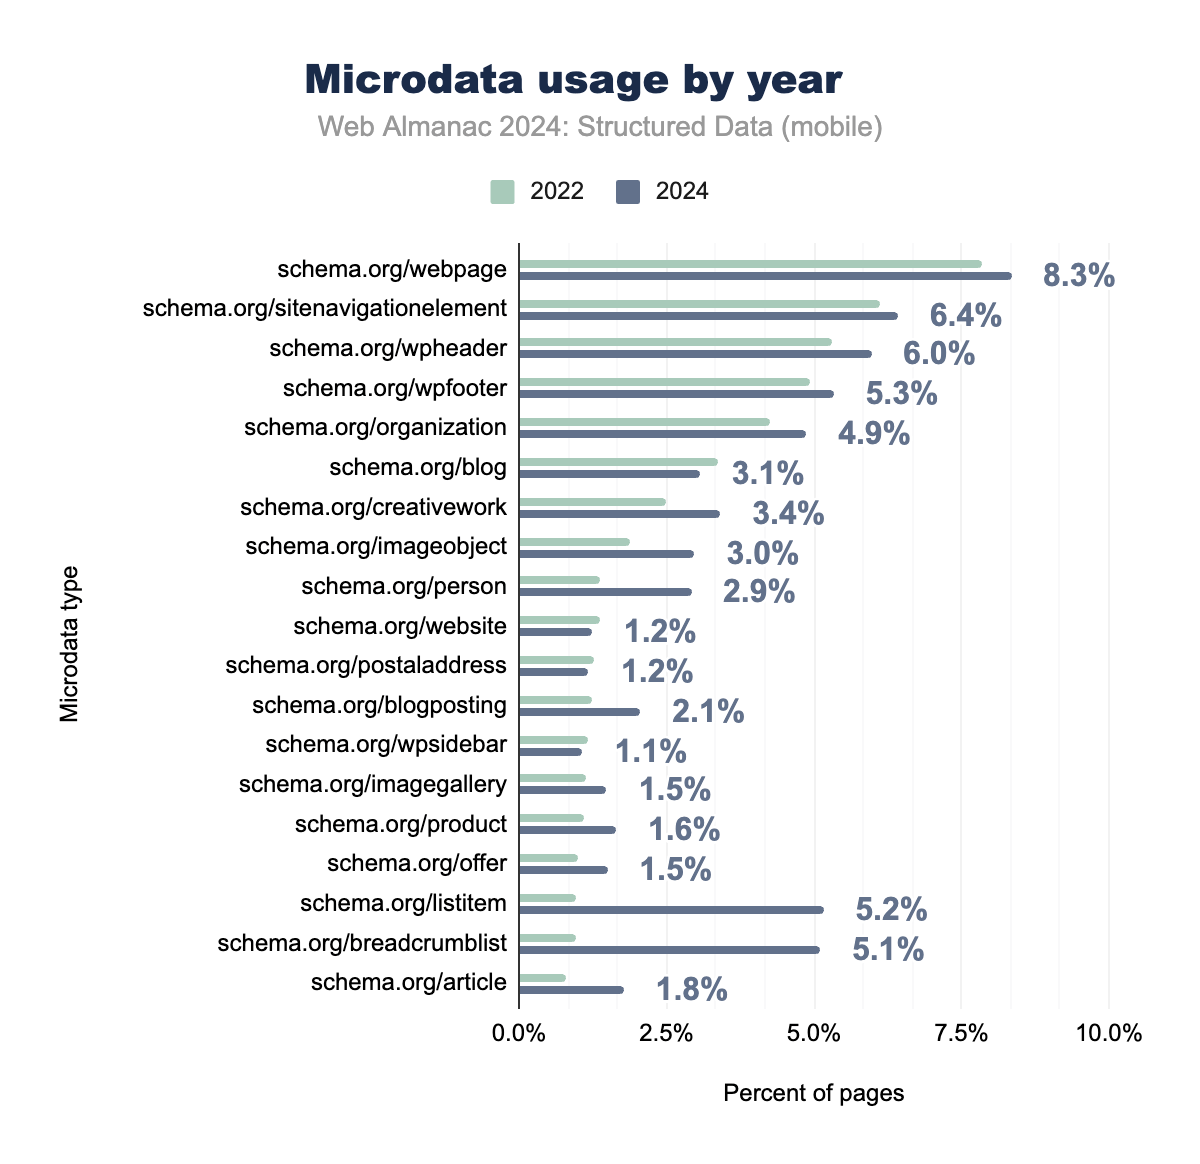 Microdata usage by year
Web Almanac 2024: Structured Data (mobile)
2022 2024
schema.org/webpage 8.3%
schema.org/sitenavigationelement 6.4%
schema.org/wpheader 6.0%
schema.org/wpfooter 5.3%
schema.org/organization 4.9%
schema.org/blog 3.1%
schema.org/creativework 3.4%
schema.org/imageobject 3.0%
schema.org/person 2.9%
schema.org/website 1.2%
schema.org/postaladdress 1.2%
schema.org/blogposting 2.1%
schema.org/wpsidebar 1.1%
schema.org/imagegallery 1.5%
schema.org/product 1.6%
schema.org/offer 1.5%
schema.org/listitem 5.2%
schema.org/breadcrumblist 5.1%
schema.org/article 1.8%
Microdata type
0.0% 2.5% 5.0% 7.5% 10.0%
Percent of pages